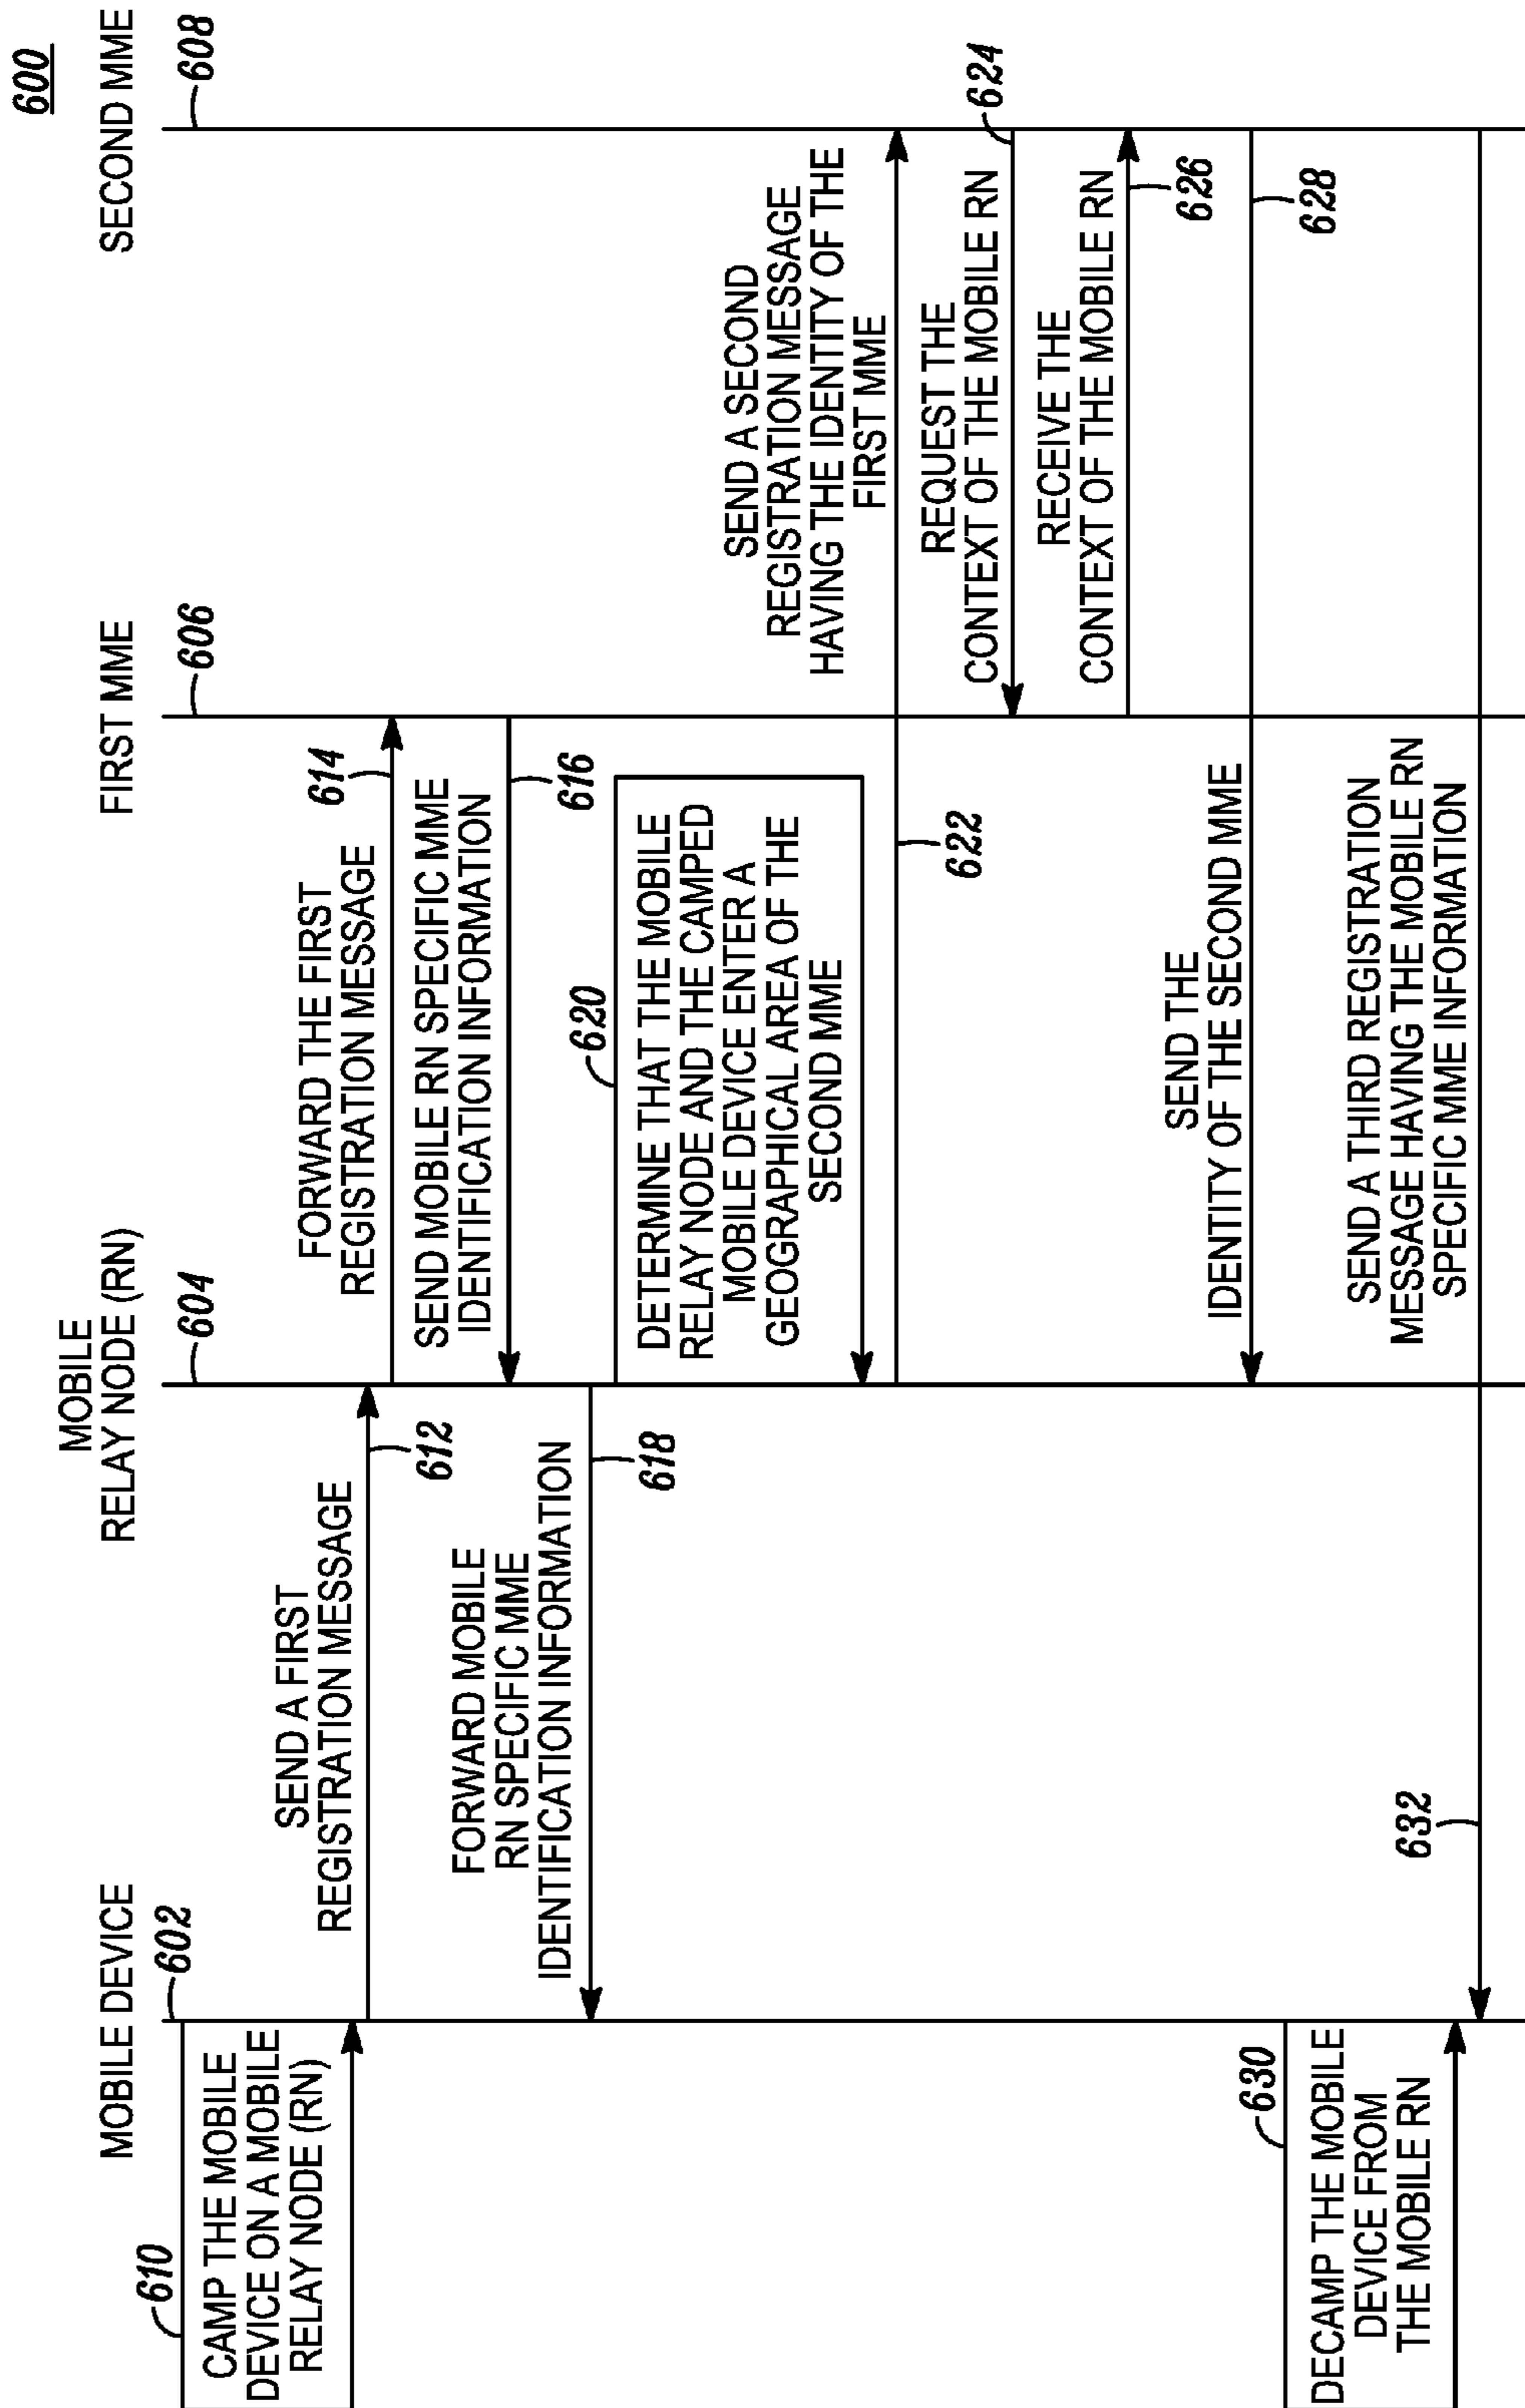 600
MOBILE DEVICE
602
MOBILE
RELAY NODE (RN)
604
FIRST MME
606
SECOND MME
608
610
CAMP THE MOBILE
DEVICE ON A MOBILE
RELAY NODE (RN)
SEND A FIRST
REGISTRATION MESSAGE
612
FORWARD THE FIRST
REGISTRATION MESSAGE
614
SEND MOBILE RN SPECIFIC MME
IDENTIFICATION INFORMATION
616
FORWARD MOBILE
RN SPECIFIC MME
IDENTIFICATION INFORMATION
618
620
DETERMINE THAT THE MOBILE
RELAY NODE AND THE CAMPED
MOBILE DEVICE ENTER A
GEOGRAPHICAL AREA OF THE
SECOND MME
SEND A SECOND
REGISTRATION MESSAGE
HAVING THE IDENTITY OF THE
FIRST MME
622
REQUEST THE
CONTEXT OF THE MOBILE RN
624
RECEIVE THE
CONTEXT OF THE MOBILE RN
626
SEND THE
IDENTITY OF THE SECOND MME
628
630
DECAMP THE MOBILE
DEVICE FROM
THE MOBILE RN
SEND A THIRD REGISTRATION
MESSAGE HAVING THE MOBILE RN
SPECIFIC MME INFORMATION
632